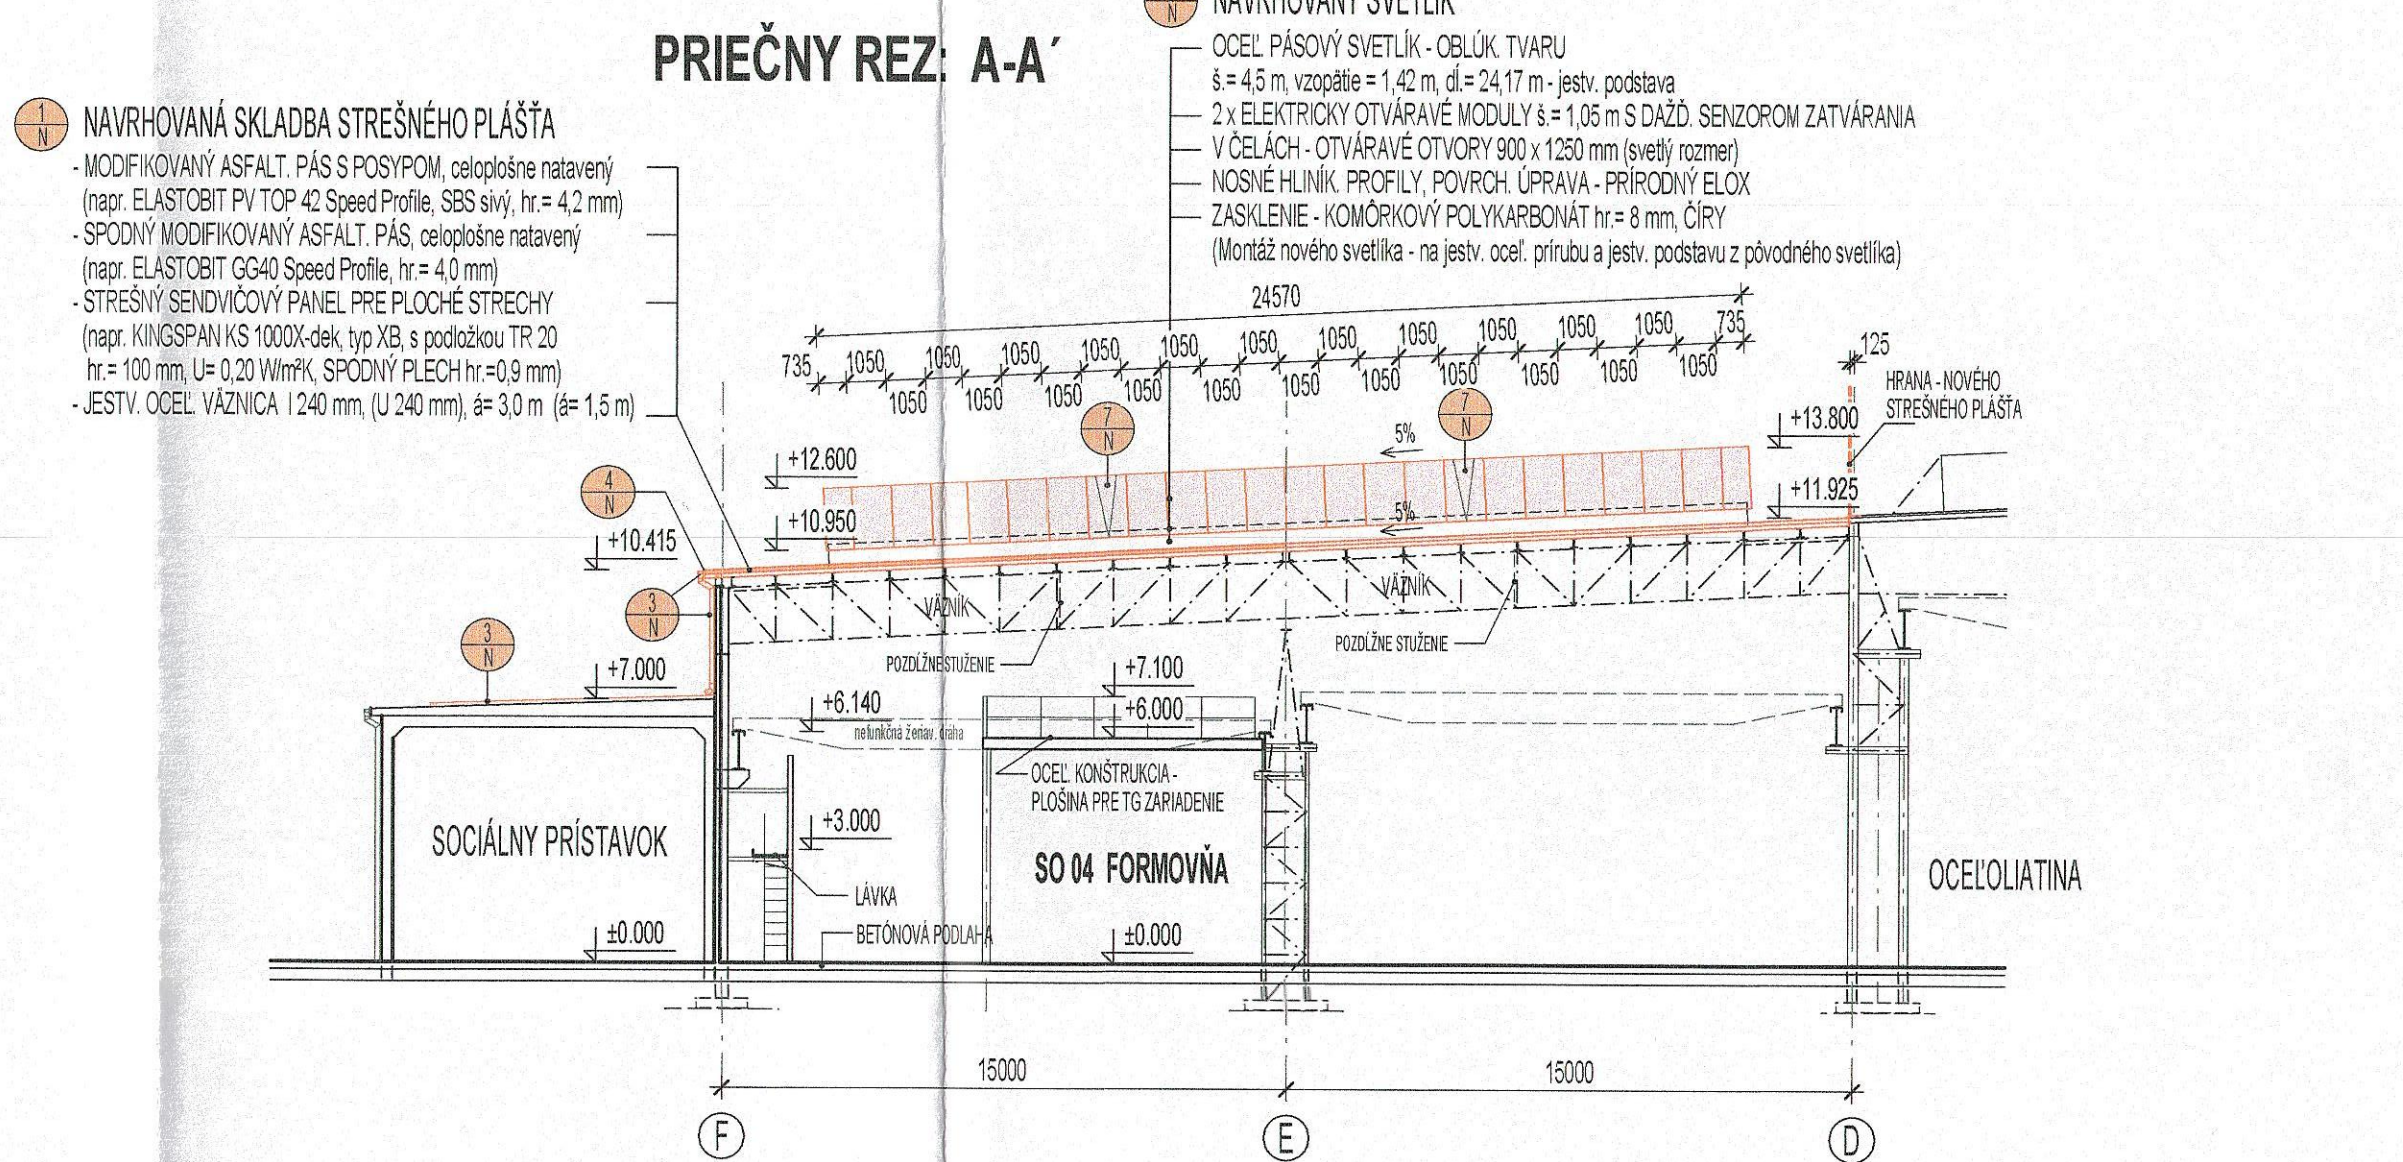 PRIEČNY REZ: A-A´
N
NAVRHOVANÝ SVETLÍK
OCEĽ. PÁSOVÝ SVETLÍK - OBLÚK. TVARU
š.= 4,5 m, vzopätie = 1,42 m, dĺ.= 24,17 m - jestv. podstava
2 x ELEKTRICKY OTVÁRAVÉ MODULY š.= 1,05 m S DAŽĎ. SENZOROM ZATVÁRANIA
V ČELÁCH - OTVÁRAVÉ OTVORY 900 x 1250 mm (svetlý rozmer)
NOSNÉ HLINÍK. PROFILY, POVRCH. ÚPRAVA - PRÍRODNÝ ELOX
ZASKLENIE - KOMÔRKOVÝ POLYKARBONÁT hr.= 8 mm, ČÍRY
(Montáž nového svetlíka - na jestv. oceľ. prírubu a jestv. podstavu z pôvodného svetlíka)
1
N
NAVRHOVANÁ SKLADBA STREŠNÉHO PLÁŠŤA
- MODIFIKOVANÝ ASFALT. PÁS S POSYPOM, celoplošne natavený
(napr. ELASTOBIT PV TOP 42 Speed Profile, SBS sivý, hr.= 4,2 mm)
- SPODNÝ MODIFIKOVANÝ ASFALT. PÁS, celoplošne natavený
(napr. ELASTOBIT GG40 Speed Profile, hr.= 4,0 mm)
- STREŠNÝ SENDVIČOVÝ PANEL PRE PLOCHÉ STRECHY
(napr. KINGSPAN KS 1000X-dek, typ XB, s podložkou TR 20
hr.= 100 mm, U= 0,20 W/m²K, SPODNÝ PLECH hr.=0,9 mm)
- JESTV. OCEĽ. VÄZNICA I 240 mm, (U 240 mm), á= 3,0 m (á= 1,5 m)
24570
735 1050 1050 1050 1050 1050 1050 1050 1050 1050 1050 1050 735
1050 1050 1050 1050 1050 1050 1050 1050 1050 1050 1050
125
HRANA - NOVÉHO
STREŠNÉHO PLÁŠŤA
7
N
7
N
5%
+13.800
+12.600
+11.925
4
N
+10.950
5%
+10.415
VÄZNÍK
VÄZNÍK
3
N
3
N
POZDĹŽNE STUŽENIE
POZDĹŽNE STUŽENIE
+7.000
+7.100
+6.140
+6.000
nefunkčná žeriav. dráha
OCEĽ. KONŠTRUKCIA -
PLOŠINA PRE TG ZARIADENIE
+3.000
SOCIÁLNY PRÍSTAVOK
SO 04 FORMOVŇA
OCEĽOLIATINA
LÁVKA
BETÓNOVÁ PODLAHA
±0.000
±0.000
15000
15000
F
E
D